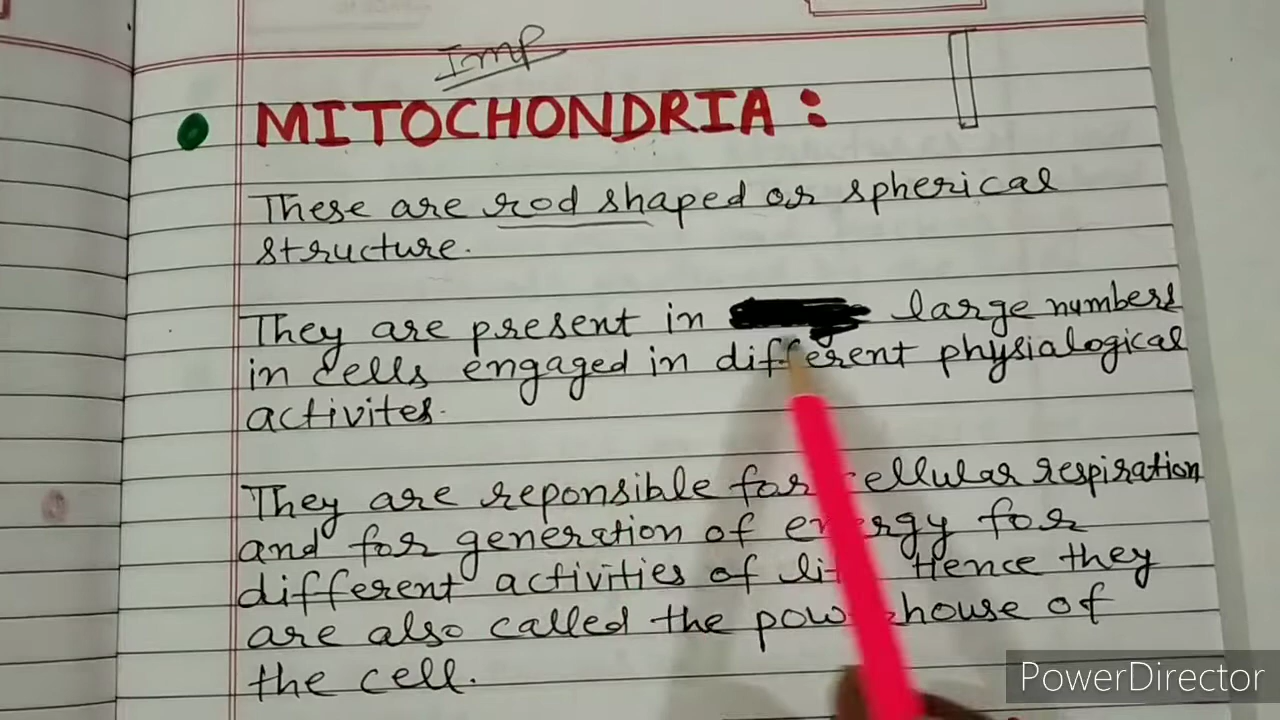 Imp
MITOCHONDRIA :
These are rod shaped or spherical
structure.
They are present in large numbers
in cells engaged in different physialogical
activites.
They are reponsible for cellular respiration
and for generation of energy for
different activities of life Hence they
are also called the powerhouse of
the cell.
PowerDirector